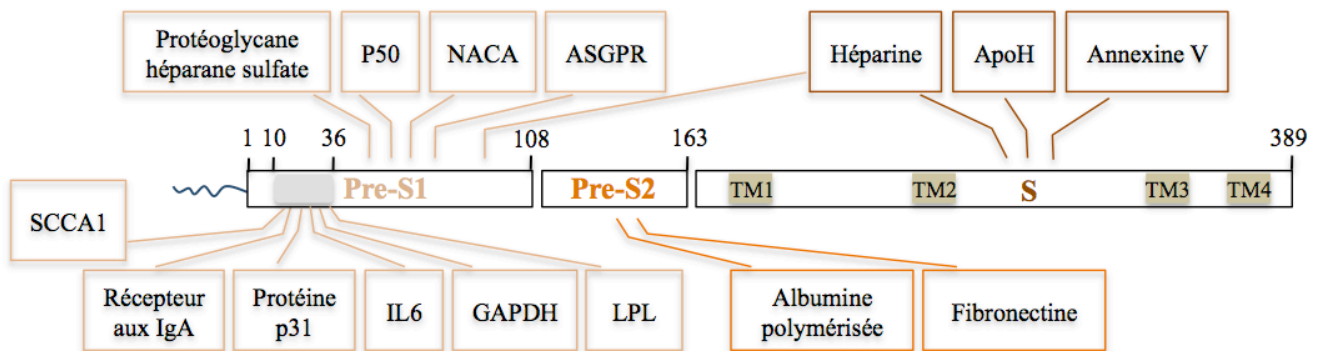 Protéoglycane
héparane sulfate
P50
NACA
ASGPR
Héparine
ApoH
Annexine V
1 10 36 108 163 389
Pre-S1
Pre-S2
TM1
TM2
S
TM3
TM4
SCCA1
Récepteur
aux IgA
Protéine
p31
IL6
GAPDH
LPL
Albumine
polymérisée
Fibronectine